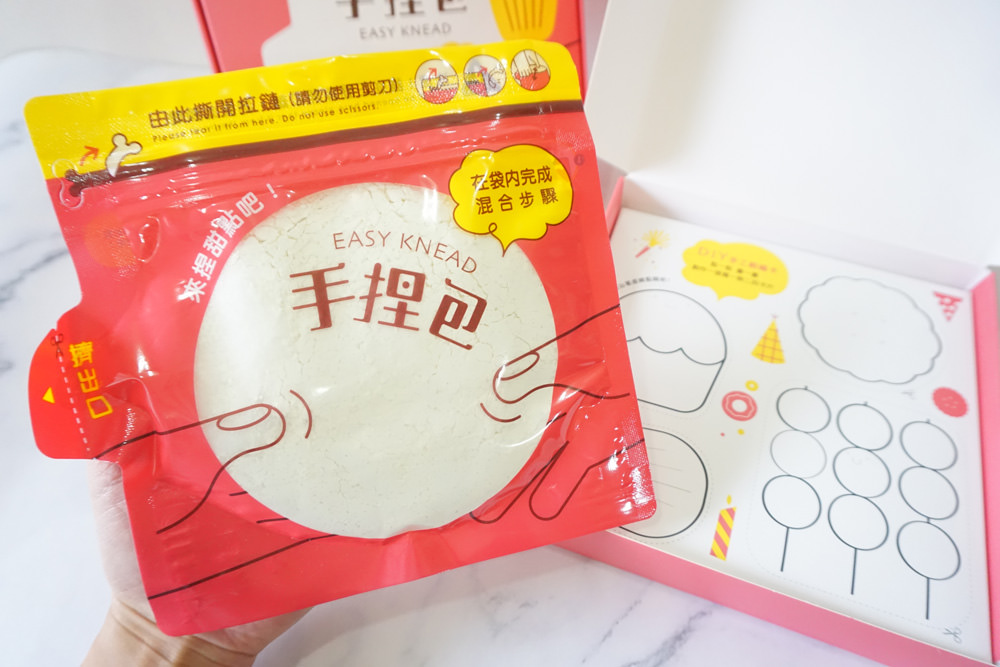 手捏包
EASY KNEAD
由此撕開拉鏈（請勿使用剪刀）
Please tear it from here. Do not use scissors.
在袋內完成
混合步驟
來捏甜點吧！
EASY KNEAD
手捏包
擠出口